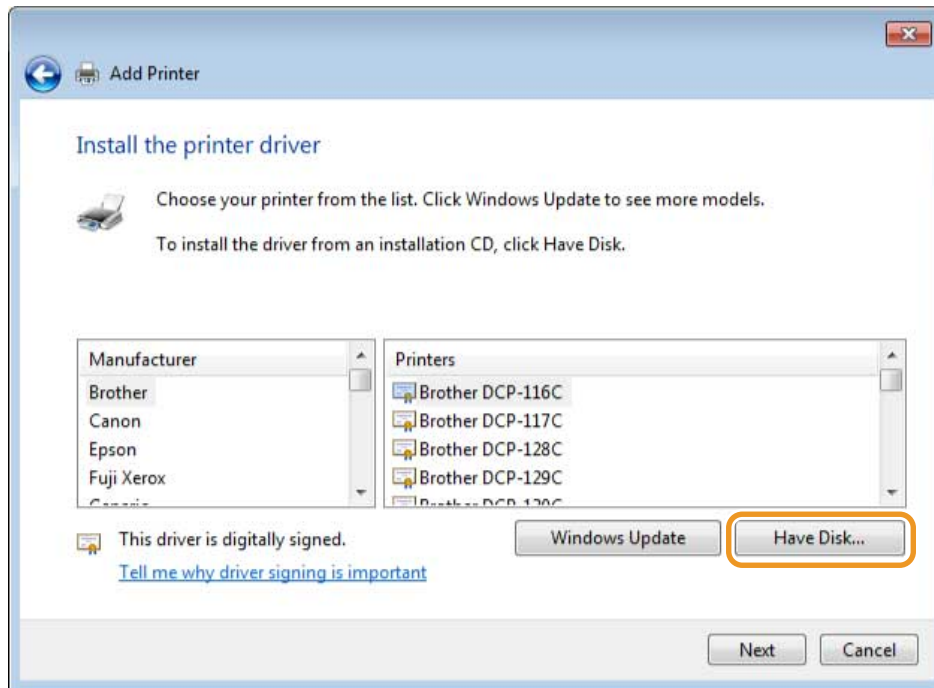 Add Printer
Install the printer driver
Choose your printer from the list. Click Windows Update to see more models.
To install the driver from an installation CD, click Have Disk.
Manufacturer
Brother
Canon
Epson
Fuji Xerox
Printers
Brother DCP-116C
Brother DCP-117C
Brother DCP-128C
Brother DCP-129C
This driver is digitally signed.
Tell me why driver signing is important
Windows Update
Have Disk...
Next
Cancel